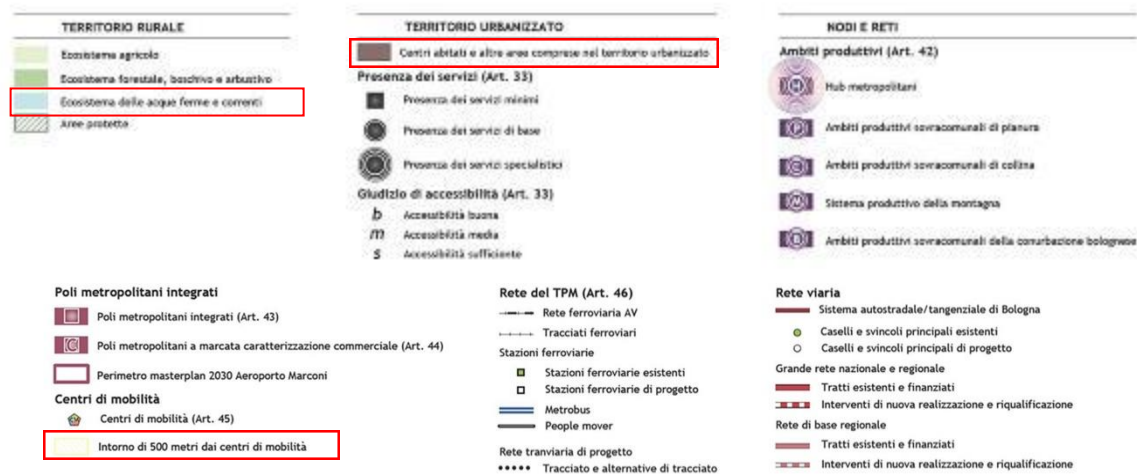 TERRITORIO RURALE
Ecosistema agricolo
Ecosistema forestale, boschivo e arbustivo
Ecosistema delle acque ferme e correnti
Aree protette
TERRITORIO URBANIZZATO
Centri abitati e altre aree comprese nel territorio urbanizzato
Presenza dei servizi (Art. 33)
Presenza dei servizi minimi
Presenza dei servizi di base
Presenza dei servizi specialistici
Giudizio di accessibilità (Art. 33)
b Accessibilità buona
m Accessibilità media
s Accessibilità sufficiente
NODI E RETI
Ambiti produttivi (Art. 42)
H Hub metropolitani
P Ambiti produttivi sovracomunali di pianura
C Ambiti produttivi sovracomunali di collina
M Sistema produttivo della montagna
B Ambiti produttivi sovracomunali della conurbazione bolognese
Poli metropolitani integrati
Poli metropolitani integrati (Art. 43)
C Poli metropolitani a marcata caratterizzazione commerciale (Art. 44)
Perimetro masterplan 2030 Aeroporto Marconi
Centri di mobilità
Centri di mobilità (Art. 45)
Intorno di 500 metri dai centri di mobilità
Rete del TPM (Art. 46)
Rete ferroviaria AV
Tracciati ferroviari
Stazioni ferroviarie
Stazioni ferroviarie esistenti
Stazioni ferroviarie di progetto
Metrobus
People mover
Rete tranviaria di progetto
Tracciato e alternative di tracciato
Rete viaria
Sistema autostradale/tangenziale di Bologna
Caselli e svincoli principali esistenti
Caselli e svincoli principali di progetto
Grande rete nazionale e regionale
Tratti esistenti e finanziati
Interventi di nuova realizzazione e riqualificazione
Rete di base regionale
Tratti esistenti e finanziati
Interventi di nuova realizzazione e riqualificazione